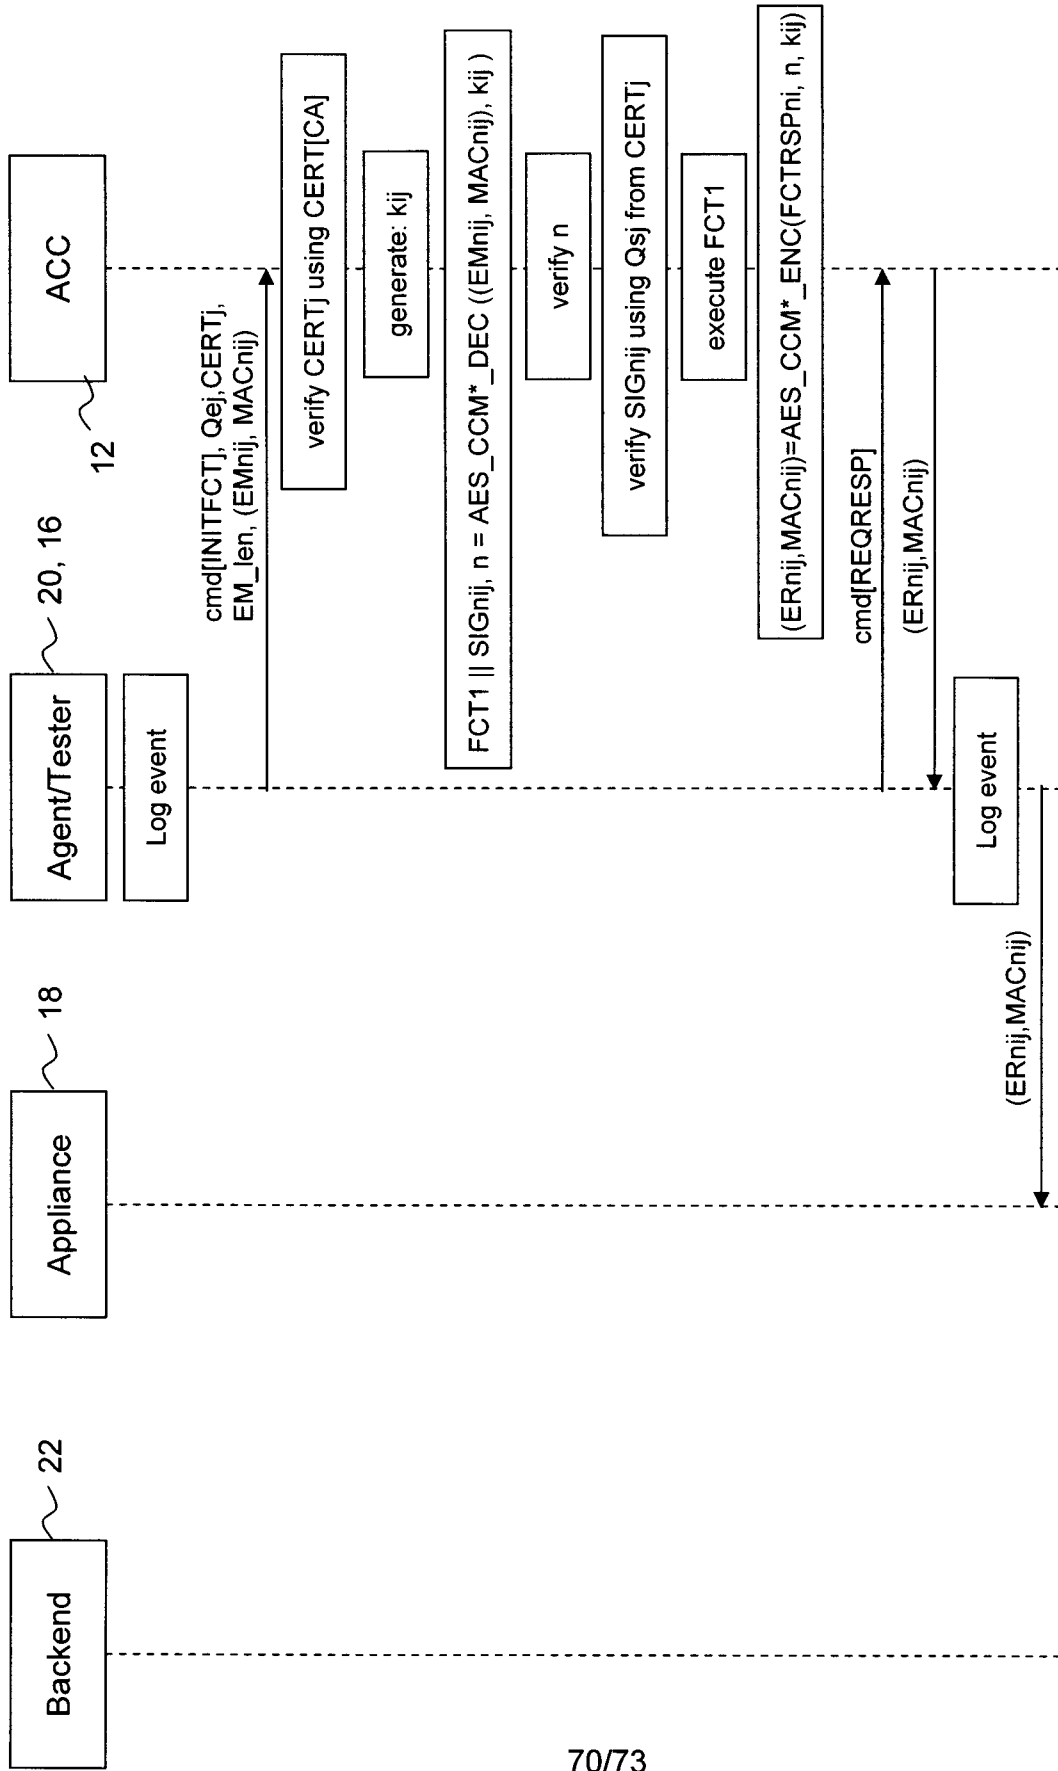 Backend
22
Appliance
18
Agent/Tester
20, 16
ACC
12
Log event
cmd[INITFCT], Qej,CERTj,
EM_len, (EMnij, MACnij)
verify CERTj using CERT[CA]
generate: kij
FCT1 || SIGnij, n = AES_CCM*_DEC ((EMnij, MACnij), kij )
verify n
verify SIGnij using Qsj from CERTj
execute FCT1
(ERnij,MACnij)=AES_CCM*_ENC(FCTRSPni, n, kij)
cmd[REQRESP]
(ERnij,MACnij)
Log event
(ERnij,MACnij)
70/73